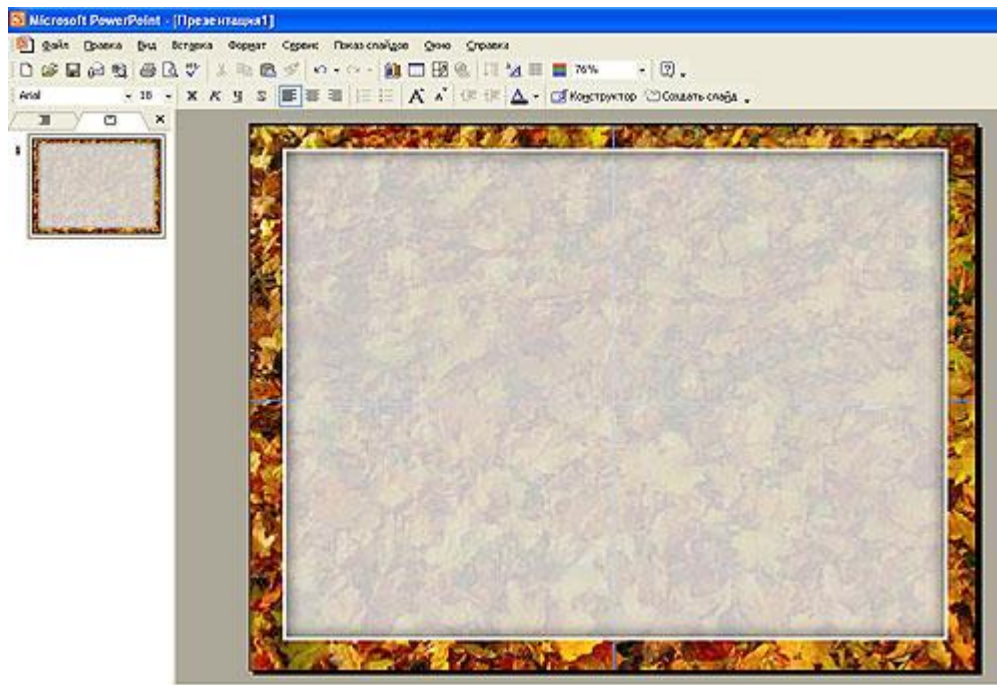 Microsoft PowerPoint - [Презентация1]
Файл Правка Вид Вставка Формат Сервис Показ слайдов Окно Справка
76%
Arial 18 Ж К Ч S Конструктор Создать слайд
1